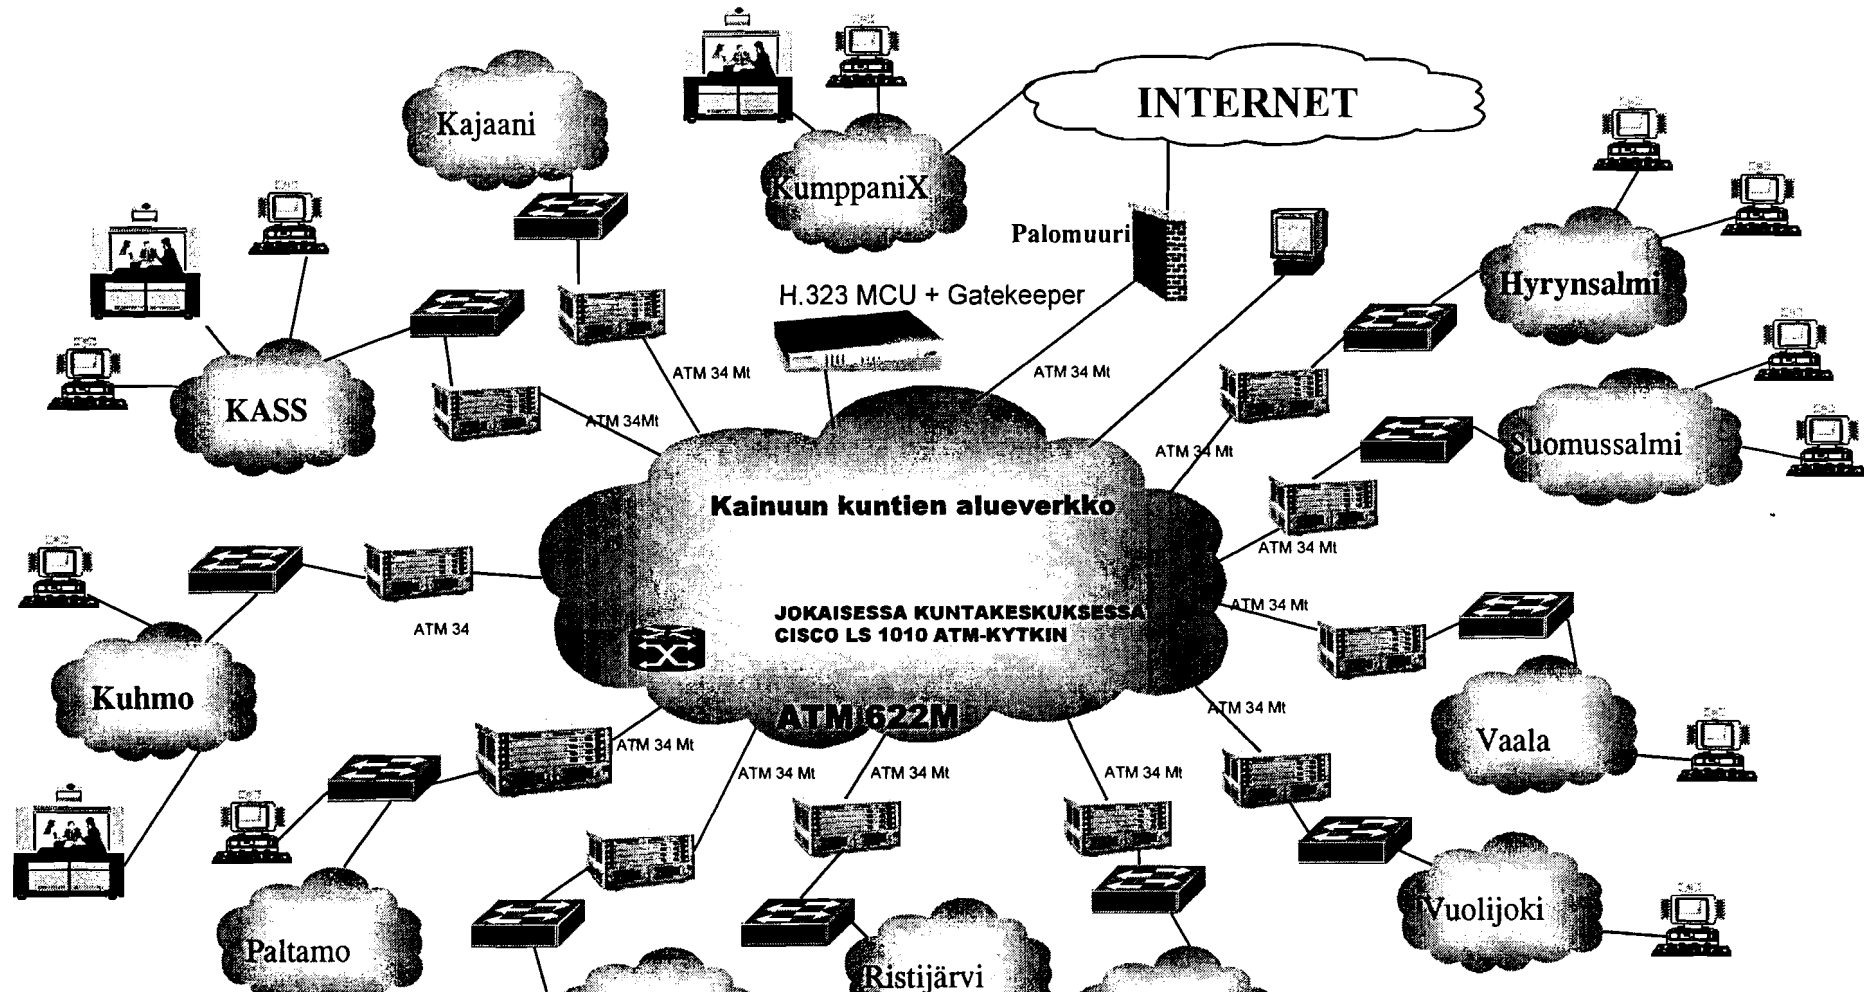 Kajaani
INTERNET
KumppaniX
Palomuuri
Hyrynsalmi
H.323 MCU + Gatekeeper
ATM 34 Mt
ATM 34 Mt
KASS
ATM 34Mt
ATM 34 Mt
Suomussalmi
Kainuun kuntien alueverkko
ATM 34 Mt
JOKAISESSA KUNTAKESKUKSESSA
CISCO LS 1010 ATM-KYTKIN
ATM 34 Mt
ATM 34
Kuhmo
ATM 622M
ATM 34 Mt
Vaala
ATM 34 Mt
ATM 34 Mt
ATM 34 Mt
ATM 34 Mt
Vuolijoki
Paltamo
Ristijärvi